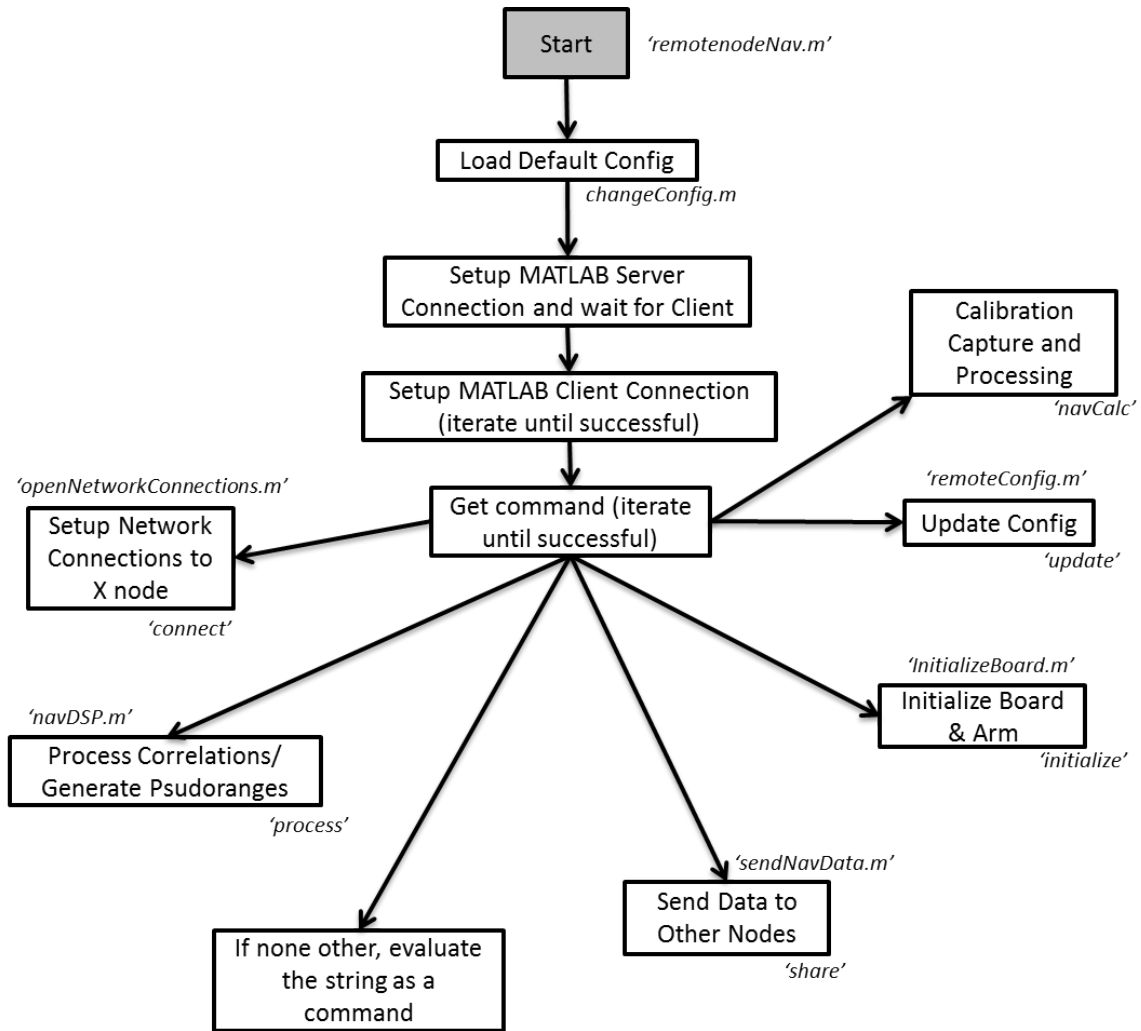 Start
‘remotenodeNav.m’
Load Default Config
changeConfig.m
Setup MATLAB Server
Connection and wait for Client
Setup MATLAB Client Connection
(iterate until successful)
Get command (iterate
until successful)
Calibration
Capture and
Processing
‘navCalc’
‘remoteConfig.m’
Update Config
‘update’
‘openNetworkConnections.m’
Setup Network
Connections to
X node
‘connect’
‘InitializeBoard.m’
Initialize Board
& Arm
‘initialize’
‘navDSP.m’
Process Correlations/
Generate Psudoranges
‘process’
‘sendNavData.m’
Send Data to
Other Nodes
‘share’
If none other, evaluate
the string as a
command